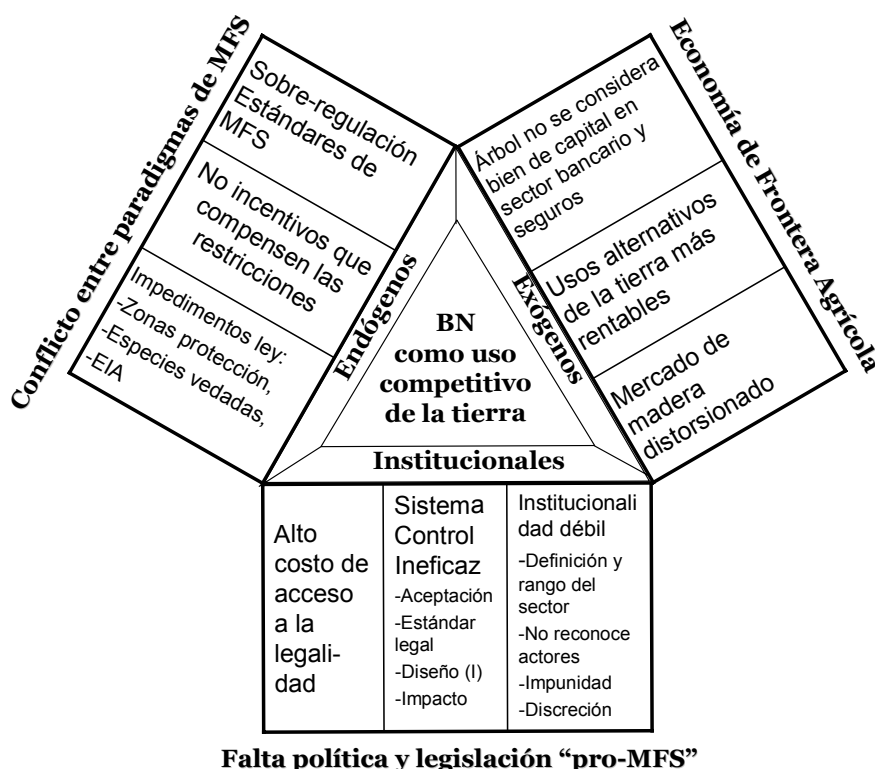 Conflicto entre paradigmas de MFS
Sobre-regulación
Estándares de
MFS
No incentivos que
compensen las
restricciones
Impedimentos ley:
-Zonas protección,
-Especies vedadas,
-EIA
Endógenos
Economía de Frontera Agrícola
Árbol no se considera
bien de capital en
sector bancario y
seguros
Usos alternativos
de la tierra más
rentables
Mercado de
madera
distorsionado
Exógenos
BN
como uso
competitivo
de la tierra
Institucionales
Alto
costo de
acceso
a la
legali-
dad
Sistema
Control
Ineficaz
-Aceptación
-Estándar
legal
-Diseño (I)
-Impacto
Institucionali
dad débil
-Definición y
rango del
sector
-No reconoce
actores
-Impunidad
-Discreción
Falta política y legislación “pro-MFS”